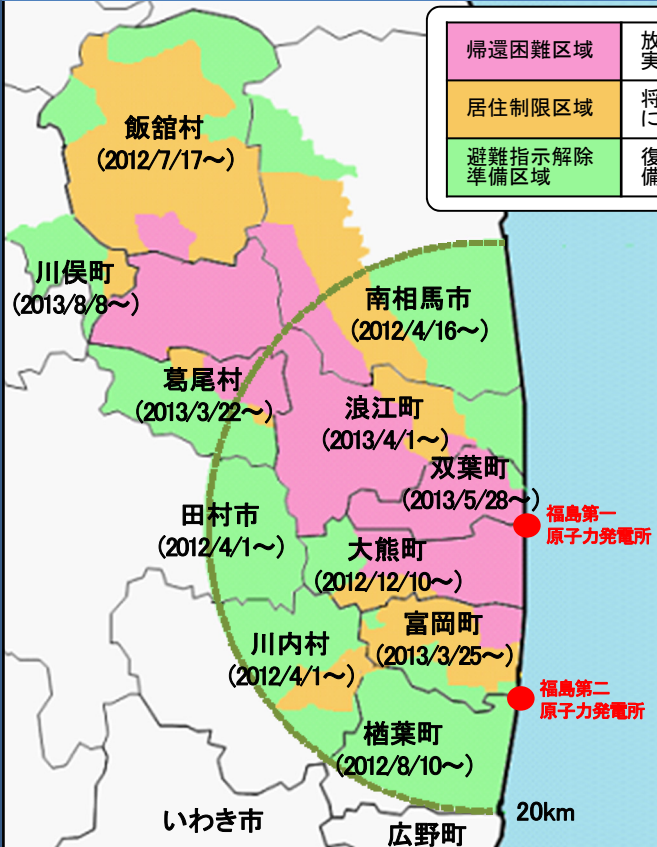 帰還困難区域
放
実
居住制限区域
将
に
避難指示解除
準備区域
復
備
飯舘村
（2012/7/17～）
川俣町
（2013/8/8～）
南相馬市
（2012/4/16～）
葛尾村
（2013/3/22～）
浪江町
（2013/4/1～）
双葉町
（2013/5/28～）
田村市
（2012/4/1～）
福島第一
原子力発電所
大熊町
（2012/12/10～）
富岡町
（2013/3/25～）
川内村
（2012/4/1～）
福島第二
原子力発電所
楢葉町
（2012/8/10～）
20km
いわき市
広野町